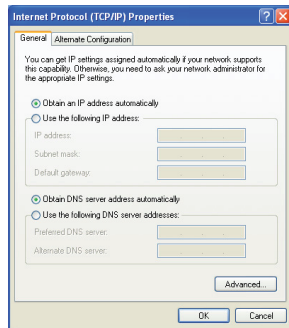 Internet Protocol (TCP/IP) Properties
General
Alternate Configuration
You can get IP settings assigned automatically if your network supports
this capability. Otherwise, you need to ask your network administrator for
the appropriate IP settings.
Obtain an IP address automatically
Use the following IP address:
IP address:
Subnet mask:
Default gateway:
Obtain DNS server address automatically
Use the following DNS server addresses:
Preferred DNS server:
Alternate DNS server:
Advanced...
OK
Cancel